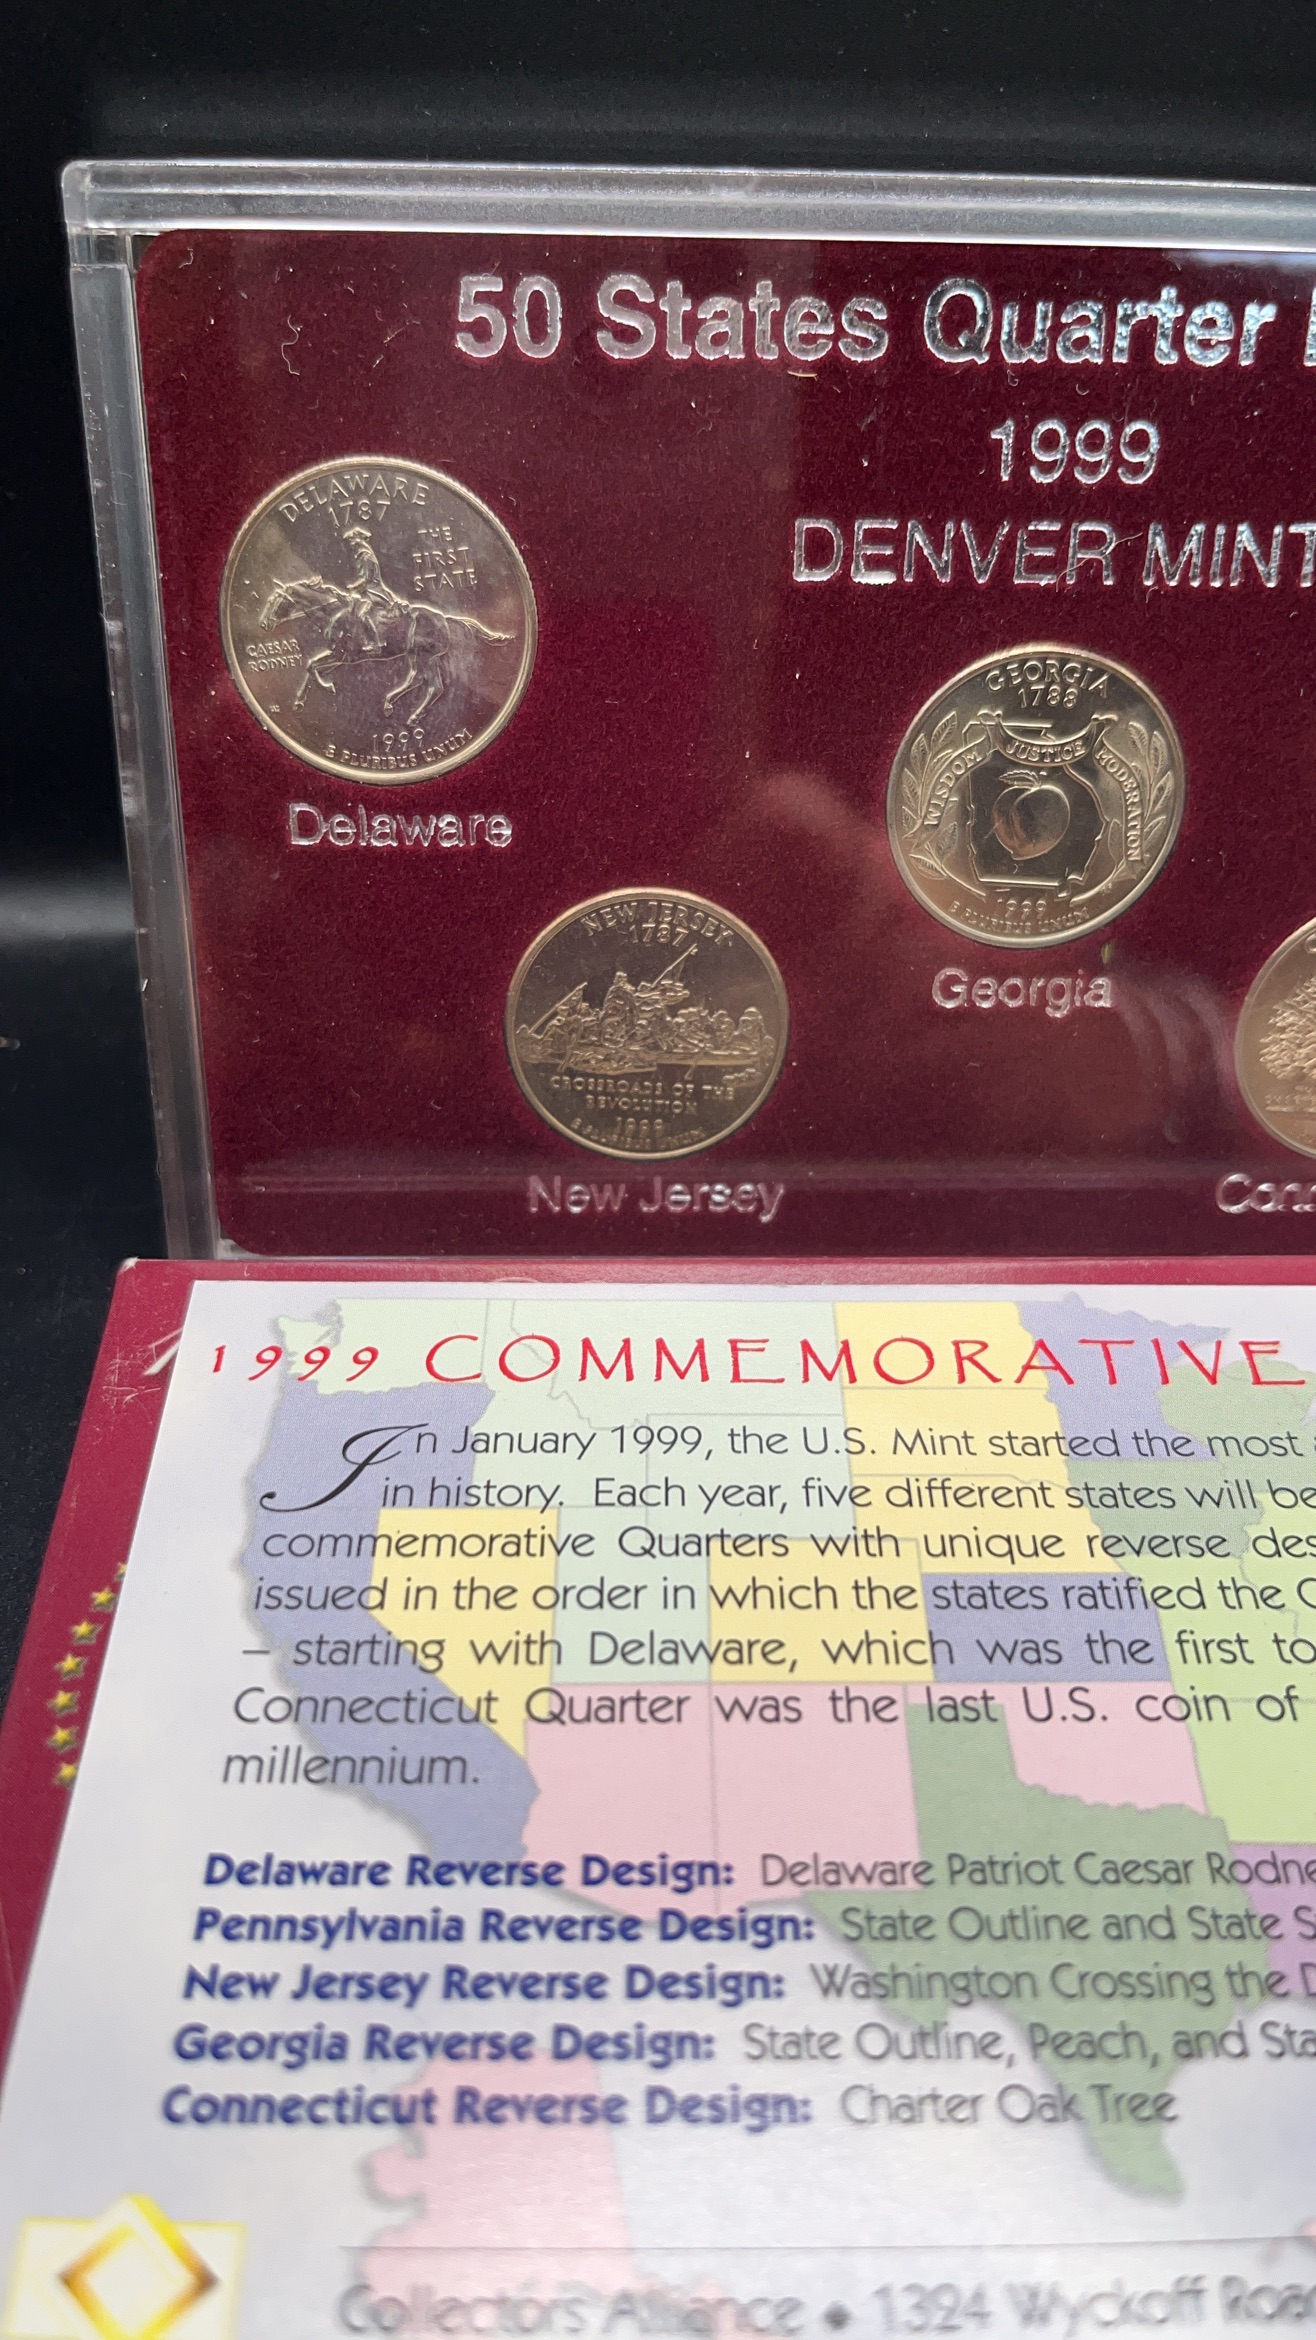 50 States Quarter
1999
DENVER MINT
DELAWARE
1787
THE
FIRST
STATE
CAESAR
RODNEY
1999
E PLURIBUS UNUM
Delaware
GEORGIA
1788
WISDOM JUSTICE MODERATION
1999
E PLURIBUS UNUM
Georgia
NEW JERSEY
1787
CROSSROADS OF THE
REVOLUTION
1999
E PLURIBUS UNUM
New Jersey
1999 COMMEMORATIVE
In January 1999, the U.S. Mint started the most
in history. Each year, five different states will be
commemorative Quarters with unique reverse des
issued in the order in which the states ratified the C
– starting with Delaware, which was the first to
Connecticut Quarter was the last U.S. coin of
millennium.
Delaware Reverse Design: Delaware Patriot Caesar Rodne
Pennsylvania Reverse Design: State Outline and State S
New Jersey Reverse Design: Washington Crossing the D
Georgia Reverse Design: State Outline, Peach, and Sta
Connecticut Reverse Design: Charter Oak Tree
Collectors Alliance • 1324 Wyckoff Roa